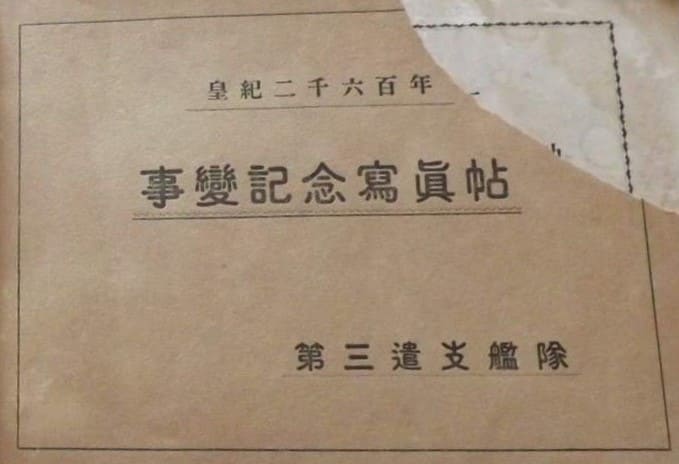 皇紀二千六百年
事變記念寫眞帖
第三遣支艦隊